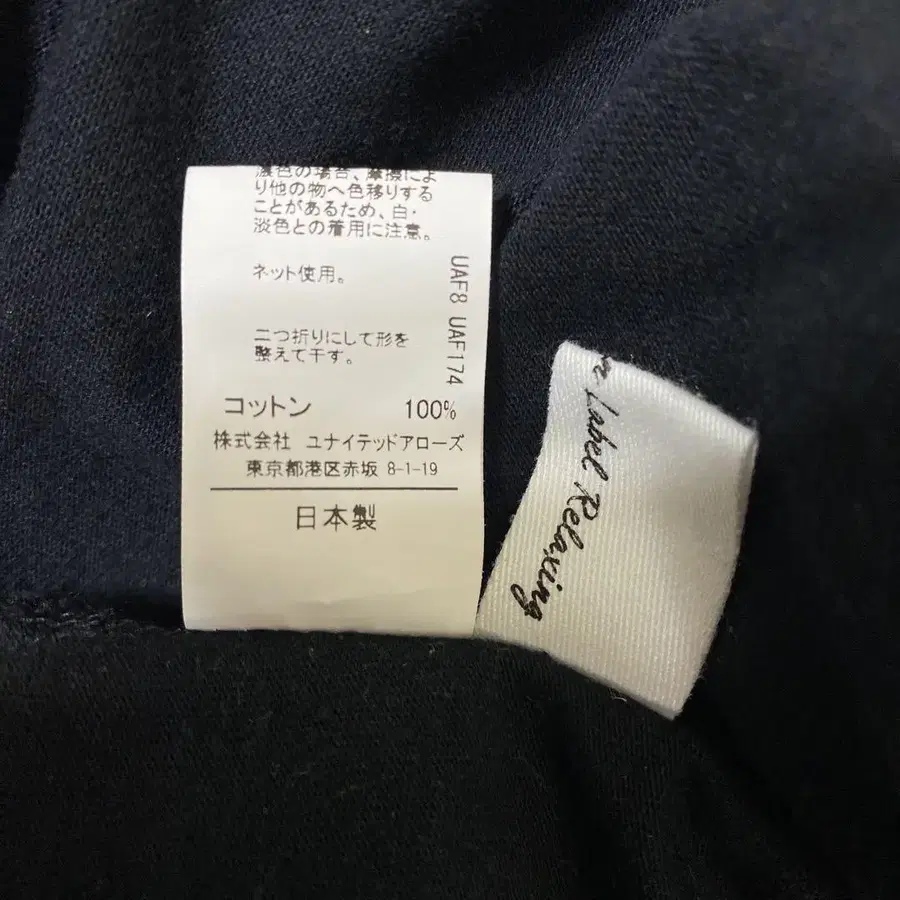 濃色の場合、摩擦によ
り他の物へ色移りする
ことがあるため、白・
淡色との着用に注意。
ネット使用。
二つ折りにして形を
整えて干す。
UAF8 UAF174
コットン 100%
株式会社 ユナイテッドアローズ
東京都港区赤坂 8-1-19
日本製
Label Relaxing